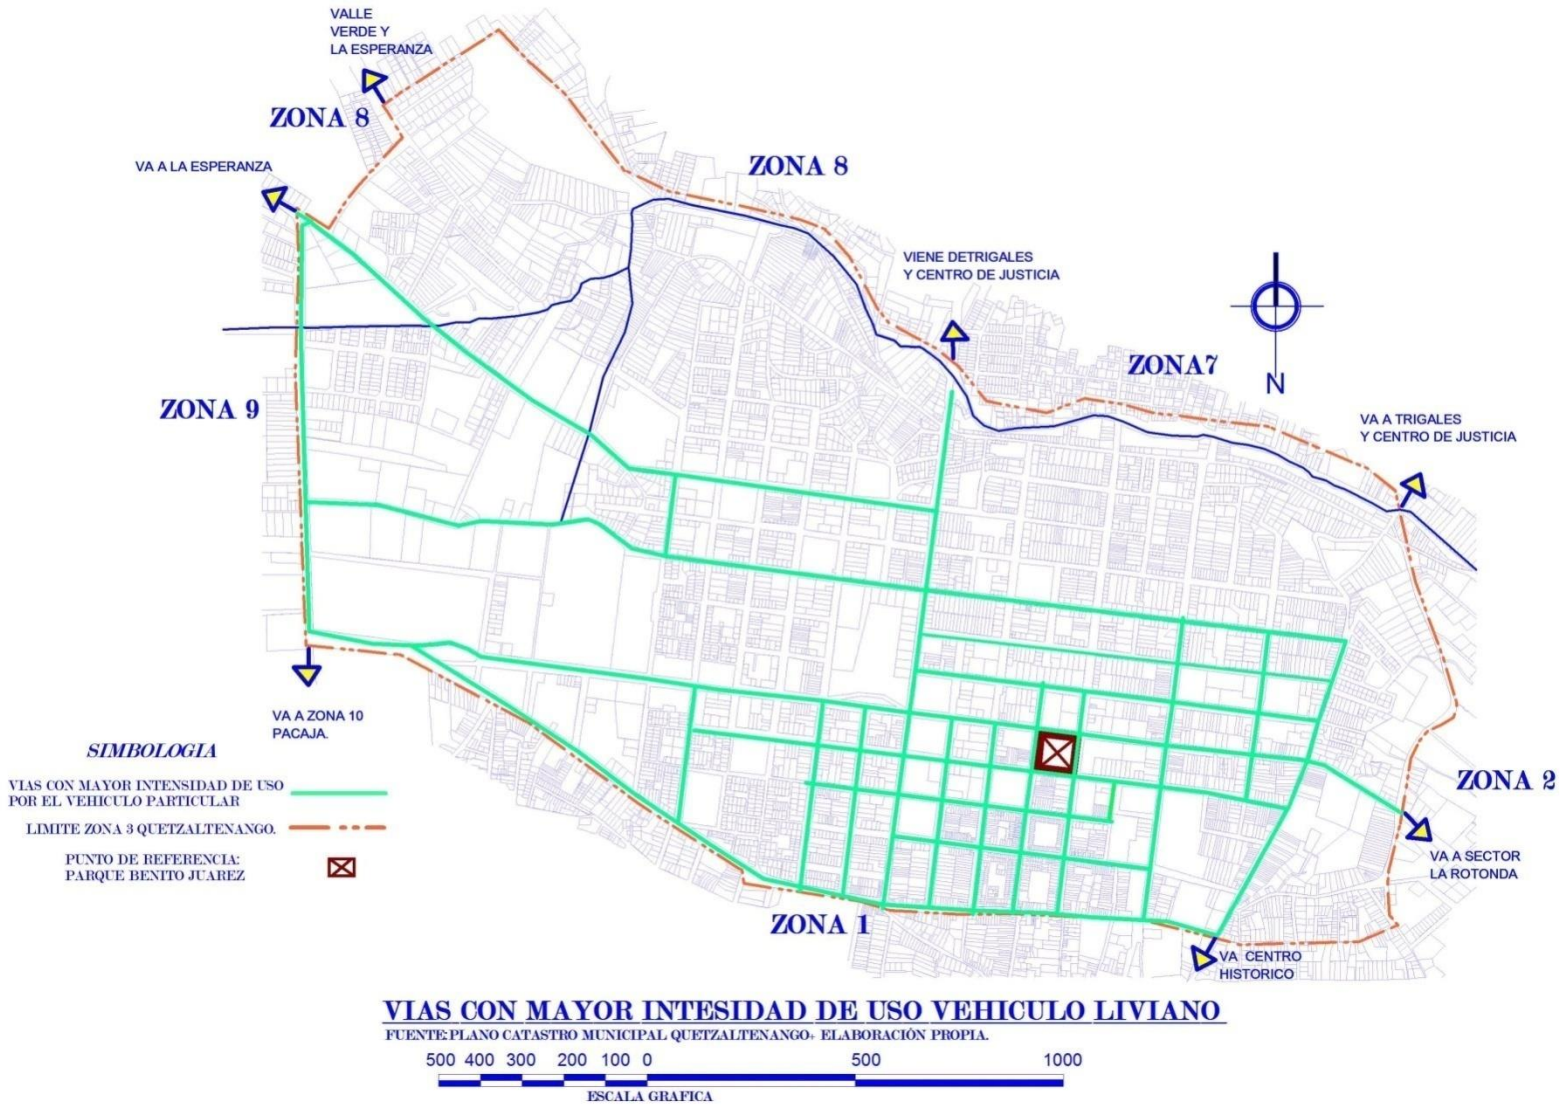 VALLE
VERDE Y
LA ESPERANZA
ZONA 8
VA A LA ESPERANZA
ZONA 8
VIENE DETRIGALES
Y CENTRO DE JUSTICIA
ZONA7
N
ZONA 9
VA A TRIGALES
Y CENTRO DE JUSTICIA
VA A ZONA 10
PACAJA.
SIMBOLOGIA
VIAS CON MAYOR INTENSIDAD DE USO
POR EL VEHICULO PARTICULAR
LIMITE ZONA 3 QUETZALTENANGO.
PUNTO DE REFERENCIA:
PARQUE BENITO JUAREZ
ZONA 2
VA A SECTOR
LA ROTONDA
ZONA 1
VA CENTRO
HISTORICO
VIAS CON MAYOR INTESIDAD DE USO VEHICULO LIVIANO
FUENTE:PLANO CATASTRO MUNICIPAL QUETZALTENANGO+ ELABORACIÓN PROPIA.
500 400 300 200 100 0 500 1000
ESCALA GRAFICA